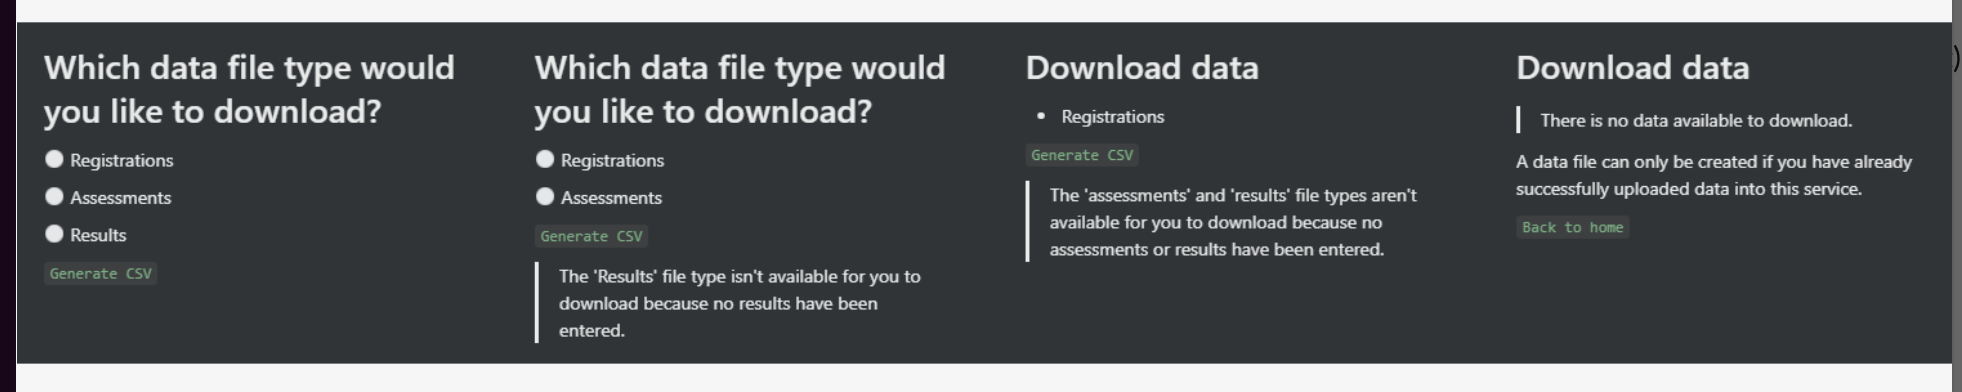 Which data file type would
you like to download?
Registrations
Assessments
Results
Generate CSV
Which data file type would
you like to download?
Registrations
Assessments
Generate CSV
The 'Results' file type isn't available for you to
download because no results have been
entered.
Download data
• Registrations
Generate CSV
The 'assessments' and 'results' file types aren't
available for you to download because no
assessments or results have been entered.
Download data
There is no data available to download.
A data file can only be created if you have already
successfully uploaded data into this service.
Back to home
)